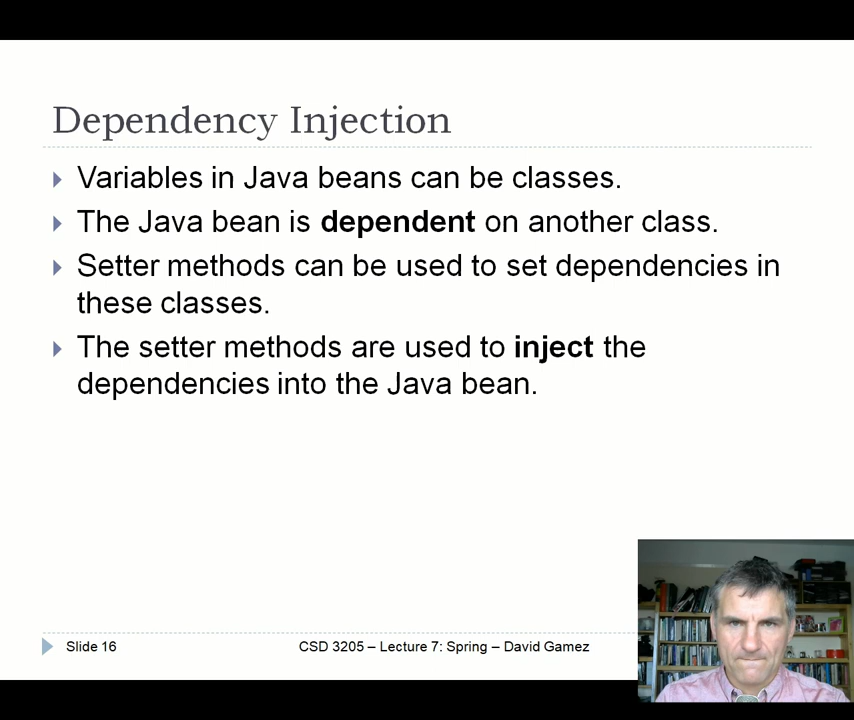 Dependency Injection
Variables in Java beans can be classes.
The Java bean is dependent on another class.
Setter methods can be used to set dependencies in
these classes.
The setter methods are used to inject the
dependencies into the Java bean.
Slide 16
CSD 3205 – Lecture 7: Spring – David Gamez